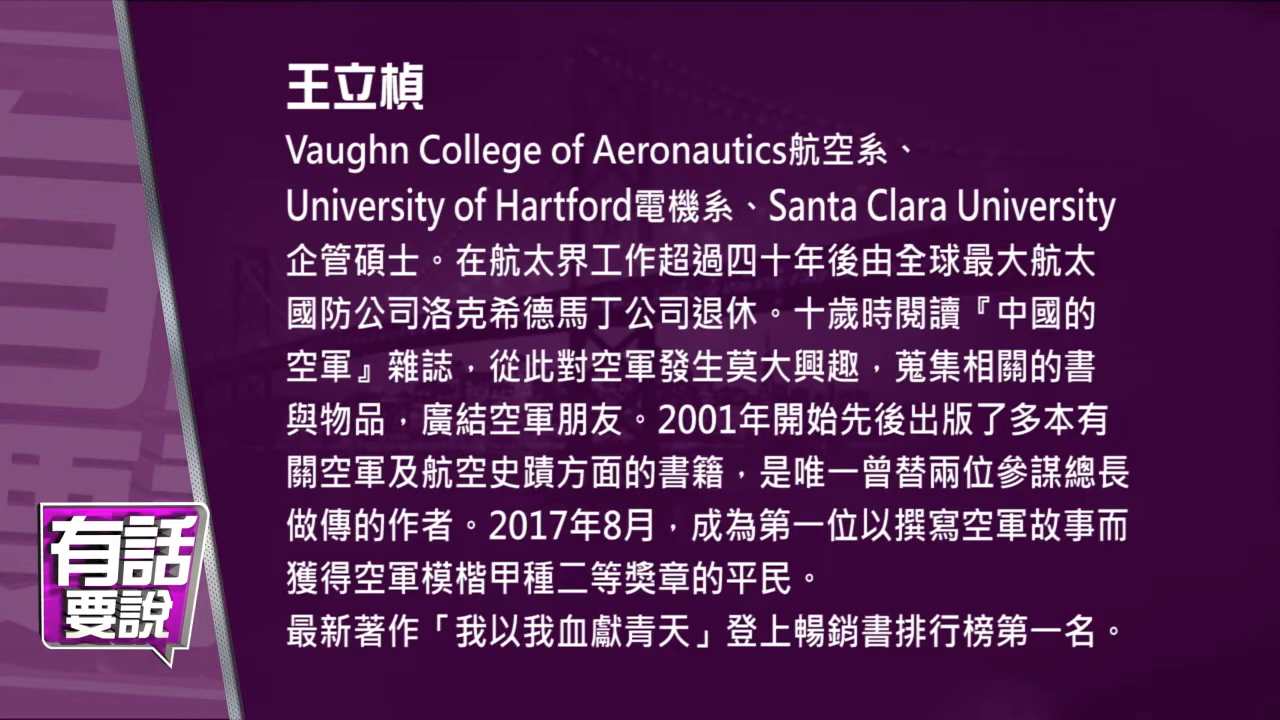 王立楨
Vaughn College of Aeronautics航空系、
University of Hartford電機系、Santa Clara University
企管碩士。在航太界工作超過四十年後由全球最大航太
國防公司洛克希德馬丁公司退休。十歲時閱讀『中國的
空軍』雜誌，從此對空軍發生莫大興趣，蒐集相關的書
與物品，廣結空軍朋友。2001年開始先後出版了多本有
關空軍及航空史蹟方面的書籍，是唯一曾替兩位參謀總長
做傳的作者。2017年8月，成為第一位以撰寫空軍故事而
獲得空軍模楷甲種二等獎章的平民。
最新著作「我以我血獻青天」登上暢銷書排行榜第一名。
有話
要說